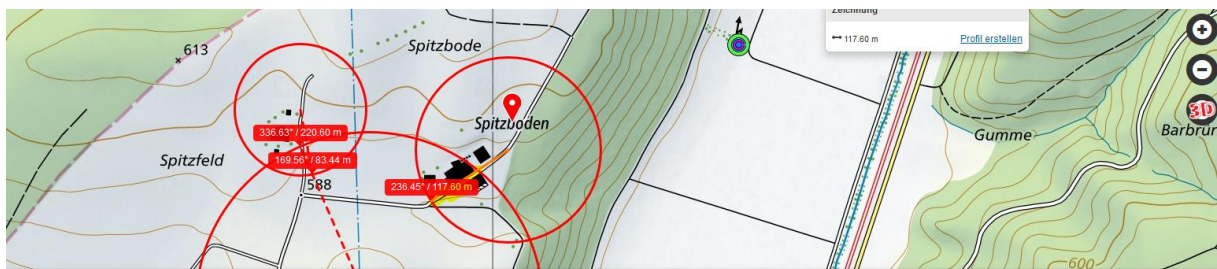 Zeichnung
117.60 m
Profil erstellen
613
Spitzbode
Spitzboden
336.63° / 220.60 m
169.56° / 83.44 m
Spitzfeld
588
236.45° / 117.60 m
Gumme
600
3D